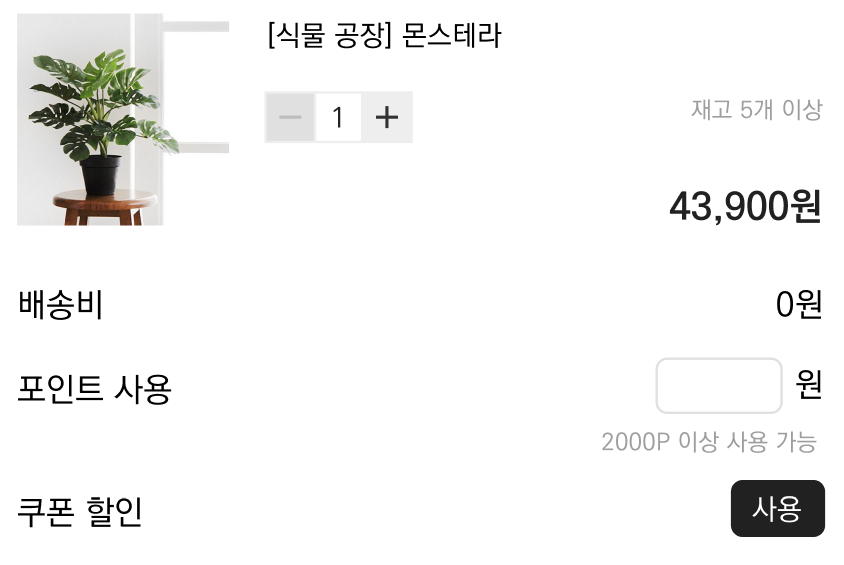 [식물 공장] 몬스테라
1
재고 5개 이상
43,900원
배송비 0원
포인트 사용 원
2000P 이상 사용 가능
쿠폰 할인 사용